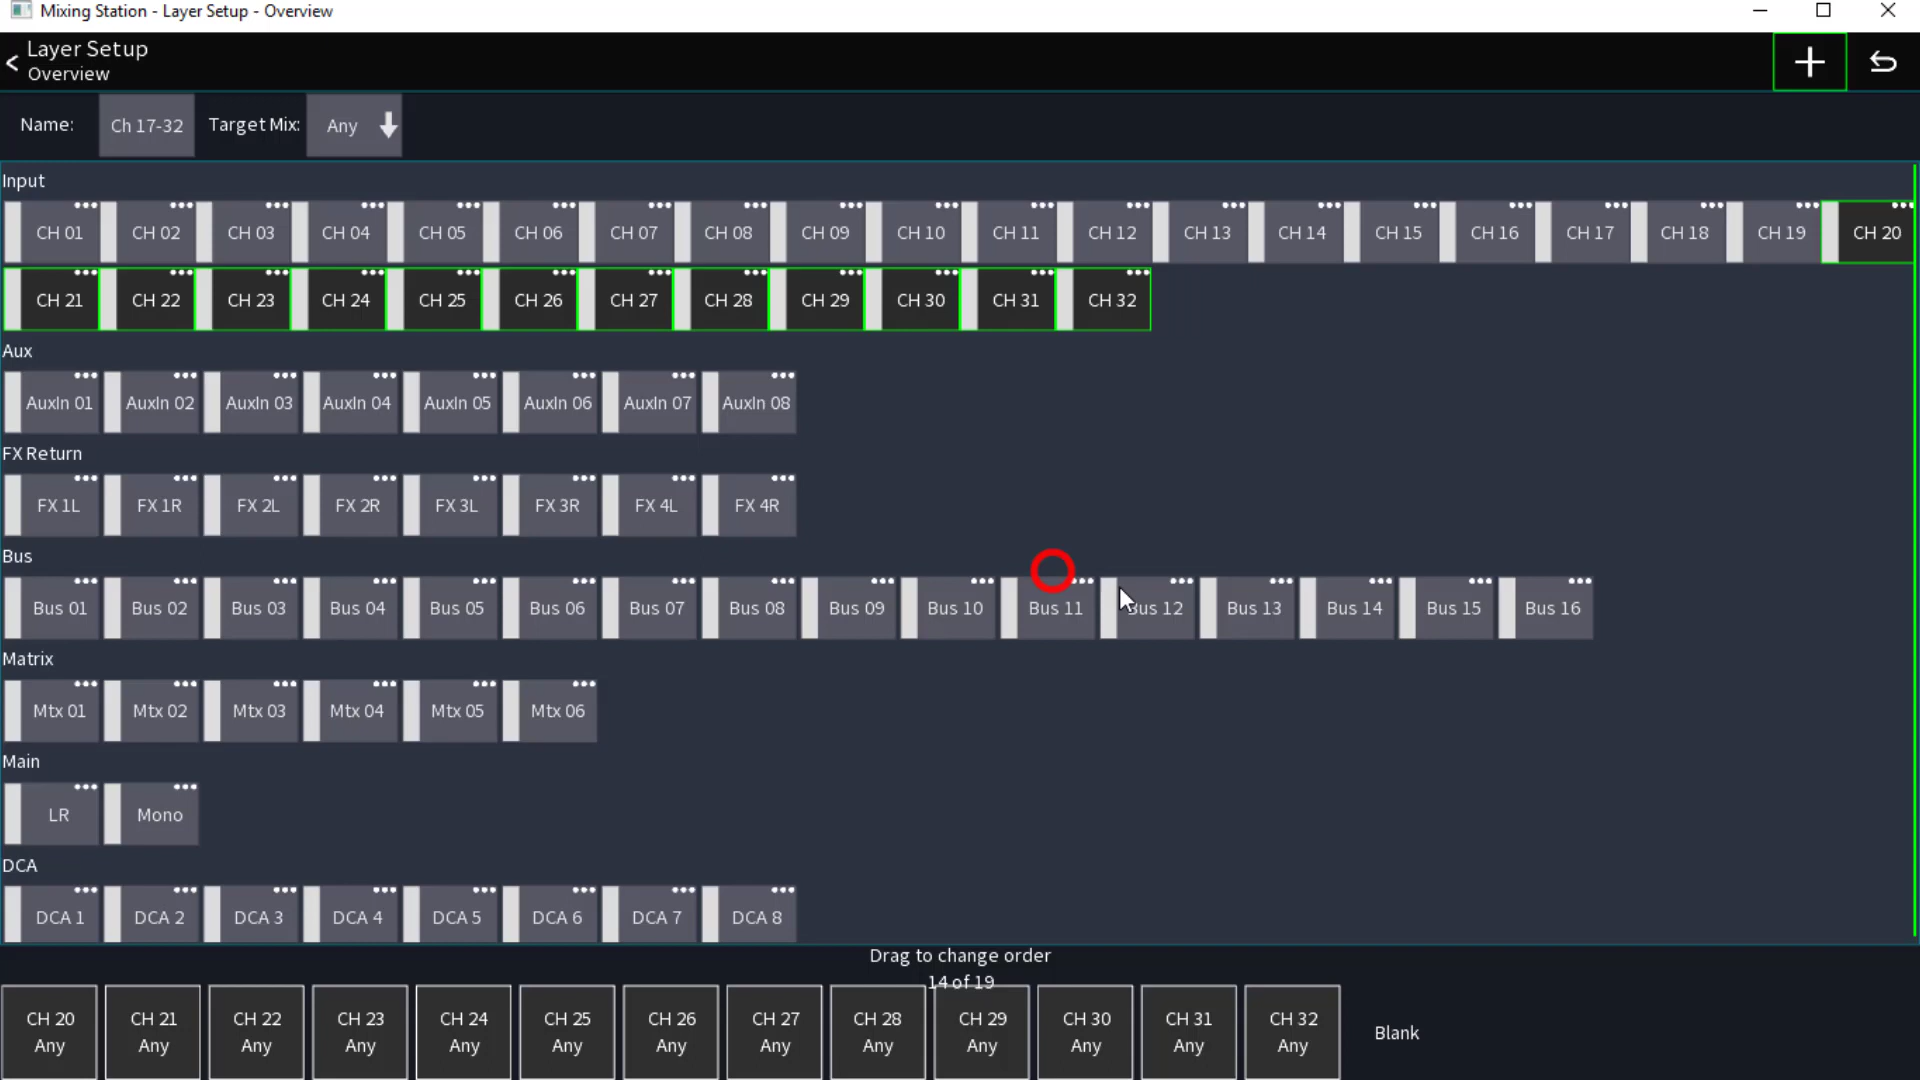 Mixing Station - Layer Setup - Overview
Layer Setup
Overview
Name: Ch 17-32 Target Mix: Any
Input
CH 01 CH 02 CH 03 CH 04 CH 05 CH 06 CH 07 CH 08 CH 09 CH 10 CH 11 CH 12 CH 13 CH 14 CH 15 CH 16 CH 17 CH 18 CH 19 CH 20
CH 21 CH 22 CH 23 CH 24 CH 25 CH 26 CH 27 CH 28 CH 29 CH 30 CH 31 CH 32
Aux
AuxIn 01 AuxIn 02 AuxIn 03 AuxIn 04 AuxIn 05 AuxIn 06 AuxIn 07 AuxIn 08
FX Return
FX 1L FX 1R FX 2L FX 2R FX 3L FX 3R FX 4L FX 4R
Bus
Bus 01 Bus 02 Bus 03 Bus 04 Bus 05 Bus 06 Bus 07 Bus 08 Bus 09 Bus 10 Bus 11 Bus 12 Bus 13 Bus 14 Bus 15 Bus 16
Matrix
Mtx 01 Mtx 02 Mtx 03 Mtx 04 Mtx 05 Mtx 06
Main
LR Mono
DCA
DCA 1 DCA 2 DCA 3 DCA 4 DCA 5 DCA 6 DCA 7 DCA 8
Drag to change order
14 of 19
CH 20 CH 21 CH 22 CH 23 CH 24 CH 25 CH 26 CH 27 CH 28 CH 29 CH 30 CH 31 CH 32 Blank
Any Any Any Any Any Any Any Any Any Any Any Any Any